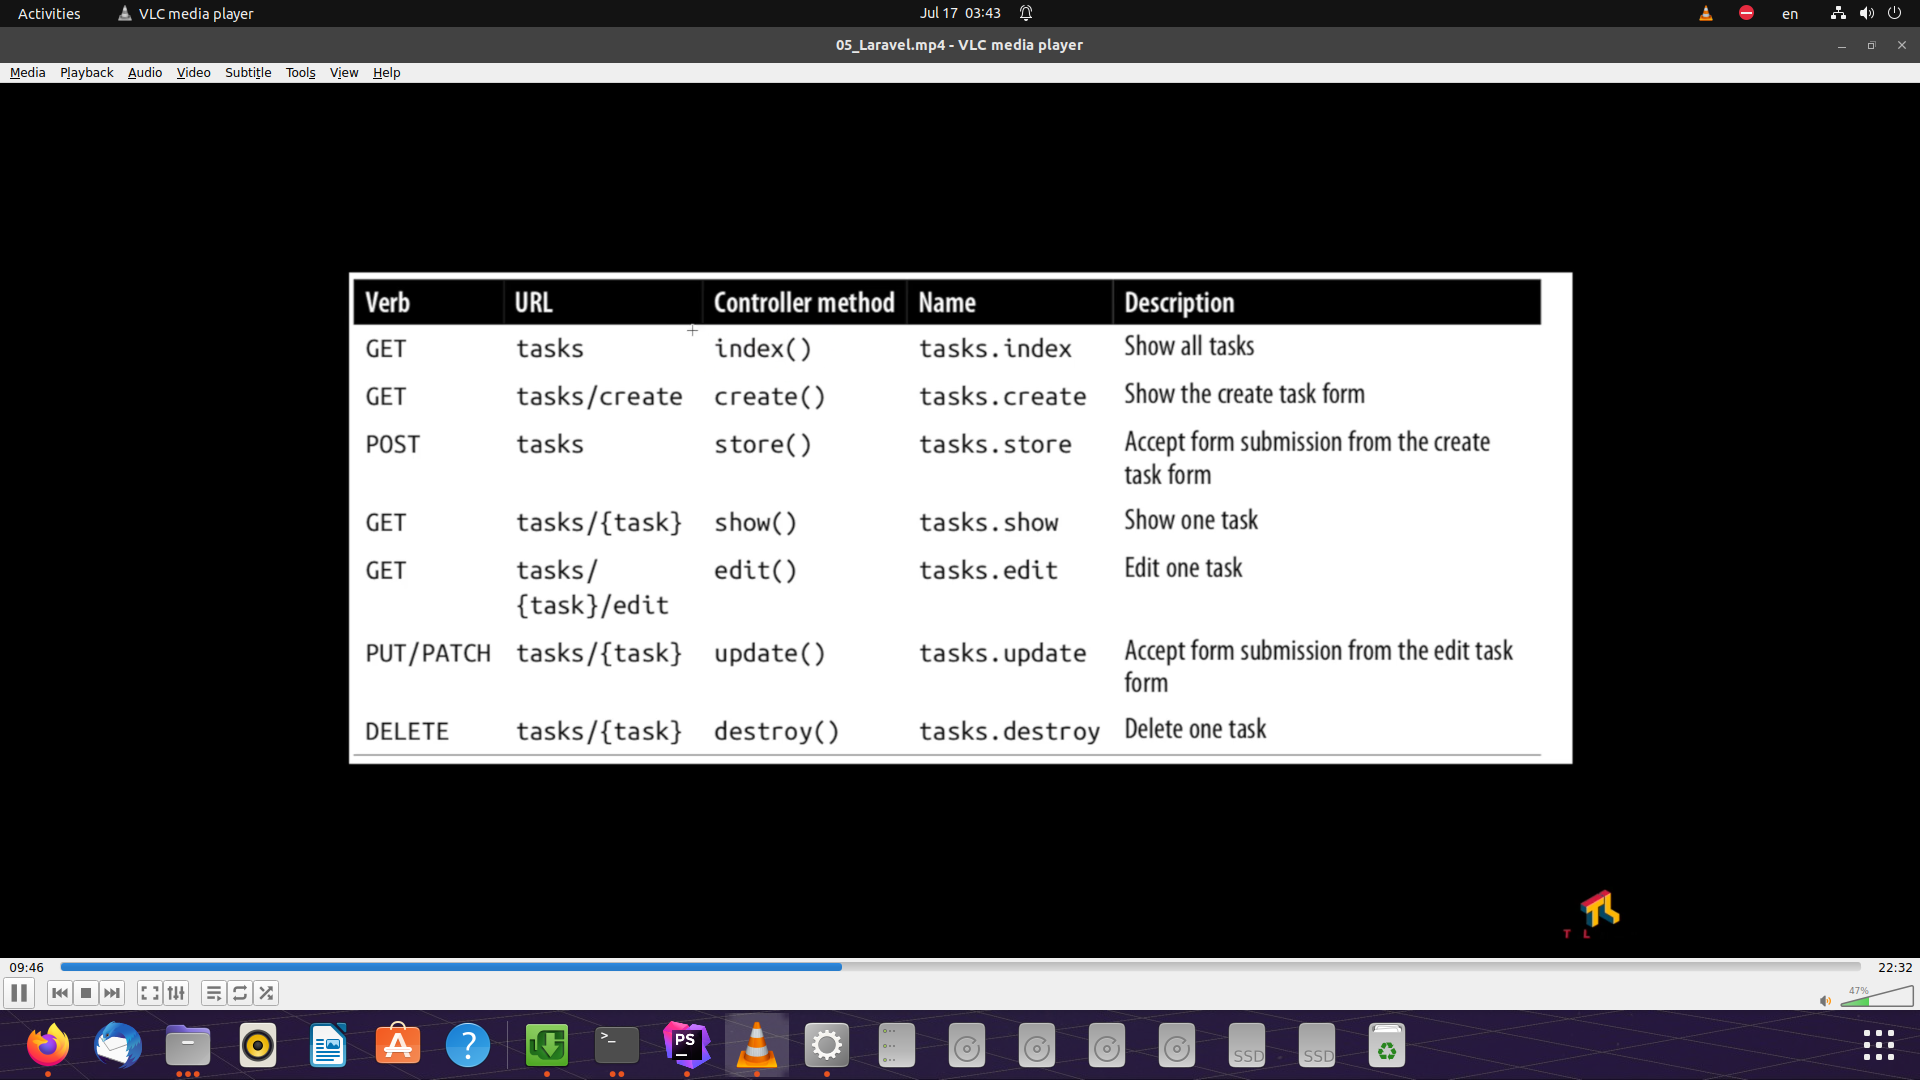 Activities VLC media player Jul 17 03:43 en
05_Laravel.mp4 - VLC media player
Media Playback Audio Video Subtitle Tools View Help
Verb URL Controller method Name Description
GET tasks index() tasks.index Show all tasks
GET tasks/create create() tasks.create Show the create task form
POST tasks store() tasks.store Accept form submission from the create
task form
GET tasks/{task} show() tasks.show Show one task
GET tasks/ edit() tasks.edit Edit one task
{task}/edit
PUT/PATCH tasks/{task} update() tasks.update Accept form submission from the edit task
form
DELETE tasks/{task} destroy() tasks.destroy Delete one task
T L
09:46 22:32
47%
>_ PS SSD SSD